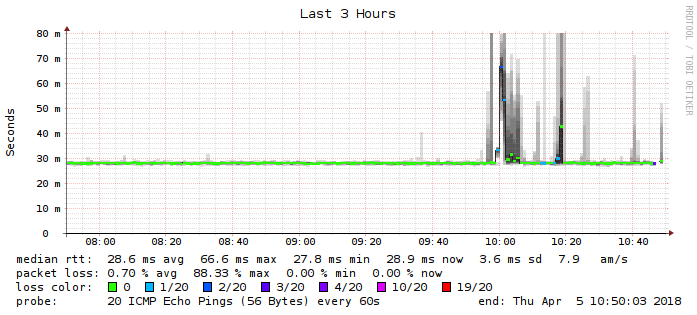 Last 3 Hours
RRDTOOL / TOBI OETIKER
Seconds
80 m
70 m
60 m
50 m
40 m
30 m
20 m
10 m
0
08:00 08:20 08:40 09:00 09:20 09:40 10:00 10:20 10:40
median rtt: 28.6 ms avg 66.6 ms max 27.8 ms min 28.9 ms now 3.6 ms sd 7.9 am/s
packet loss: 0.70 % avg 88.33 % max 0.00 % min 0.00 % now
loss color: 0 1/20 2/20 3/20 4/20 10/20 19/20
probe: 20 ICMP Echo Pings (56 Bytes) every 60s end: Thu Apr 5 10:50:03 2018